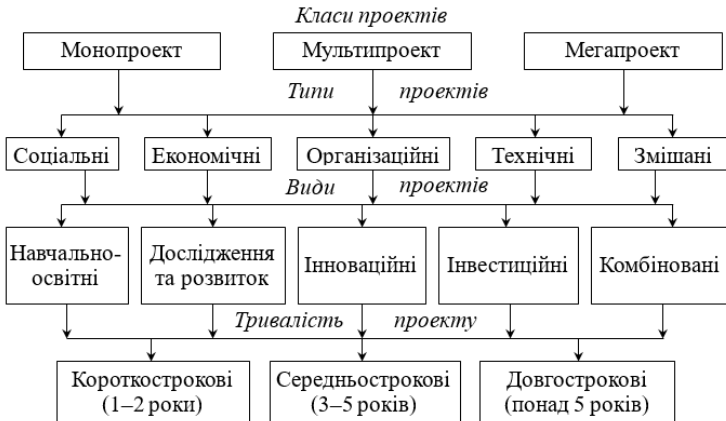 Класи проектів
Монопроект Мультипроект Мегапроект
Типи проектів
Соціальні Економічні Організаційні Технічні Змішані
Види проектів
Навчально-
освітні
Дослідження
та розвиток
Інноваційні
Інвестиційні
Комбіновані
Тривалість проекту
Короткострокові
(1–2 роки)
Середньострокові
(3–5 років)
Довгострокові
(понад 5 років)